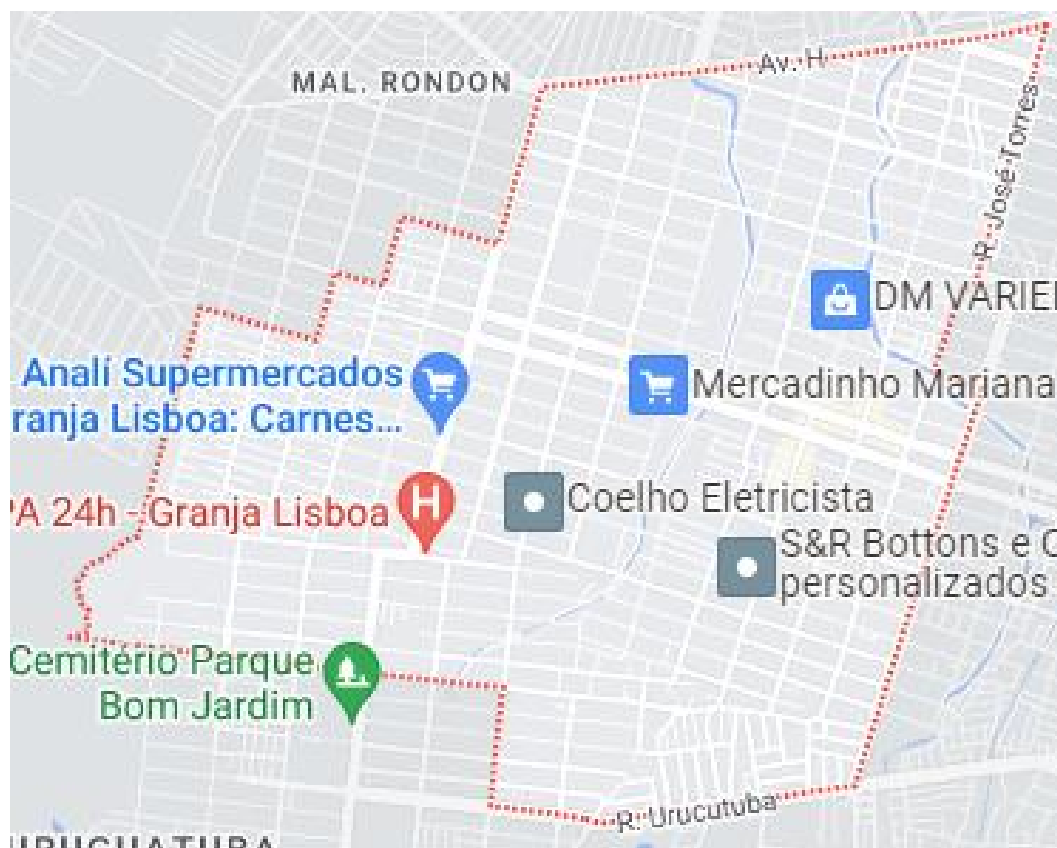 Av. H
MAL. RONDON
R. José Torres
DM VARIE
Analí Supermercados
ranja Lisboa: Carnes...
Mercadinho Mariana
PA 24h - Granja Lisboa
H
Coelho Eletricista
S&R Bottons e C
personalizados
Cemitério Parque
Bom Jardim
R. Urucutuba